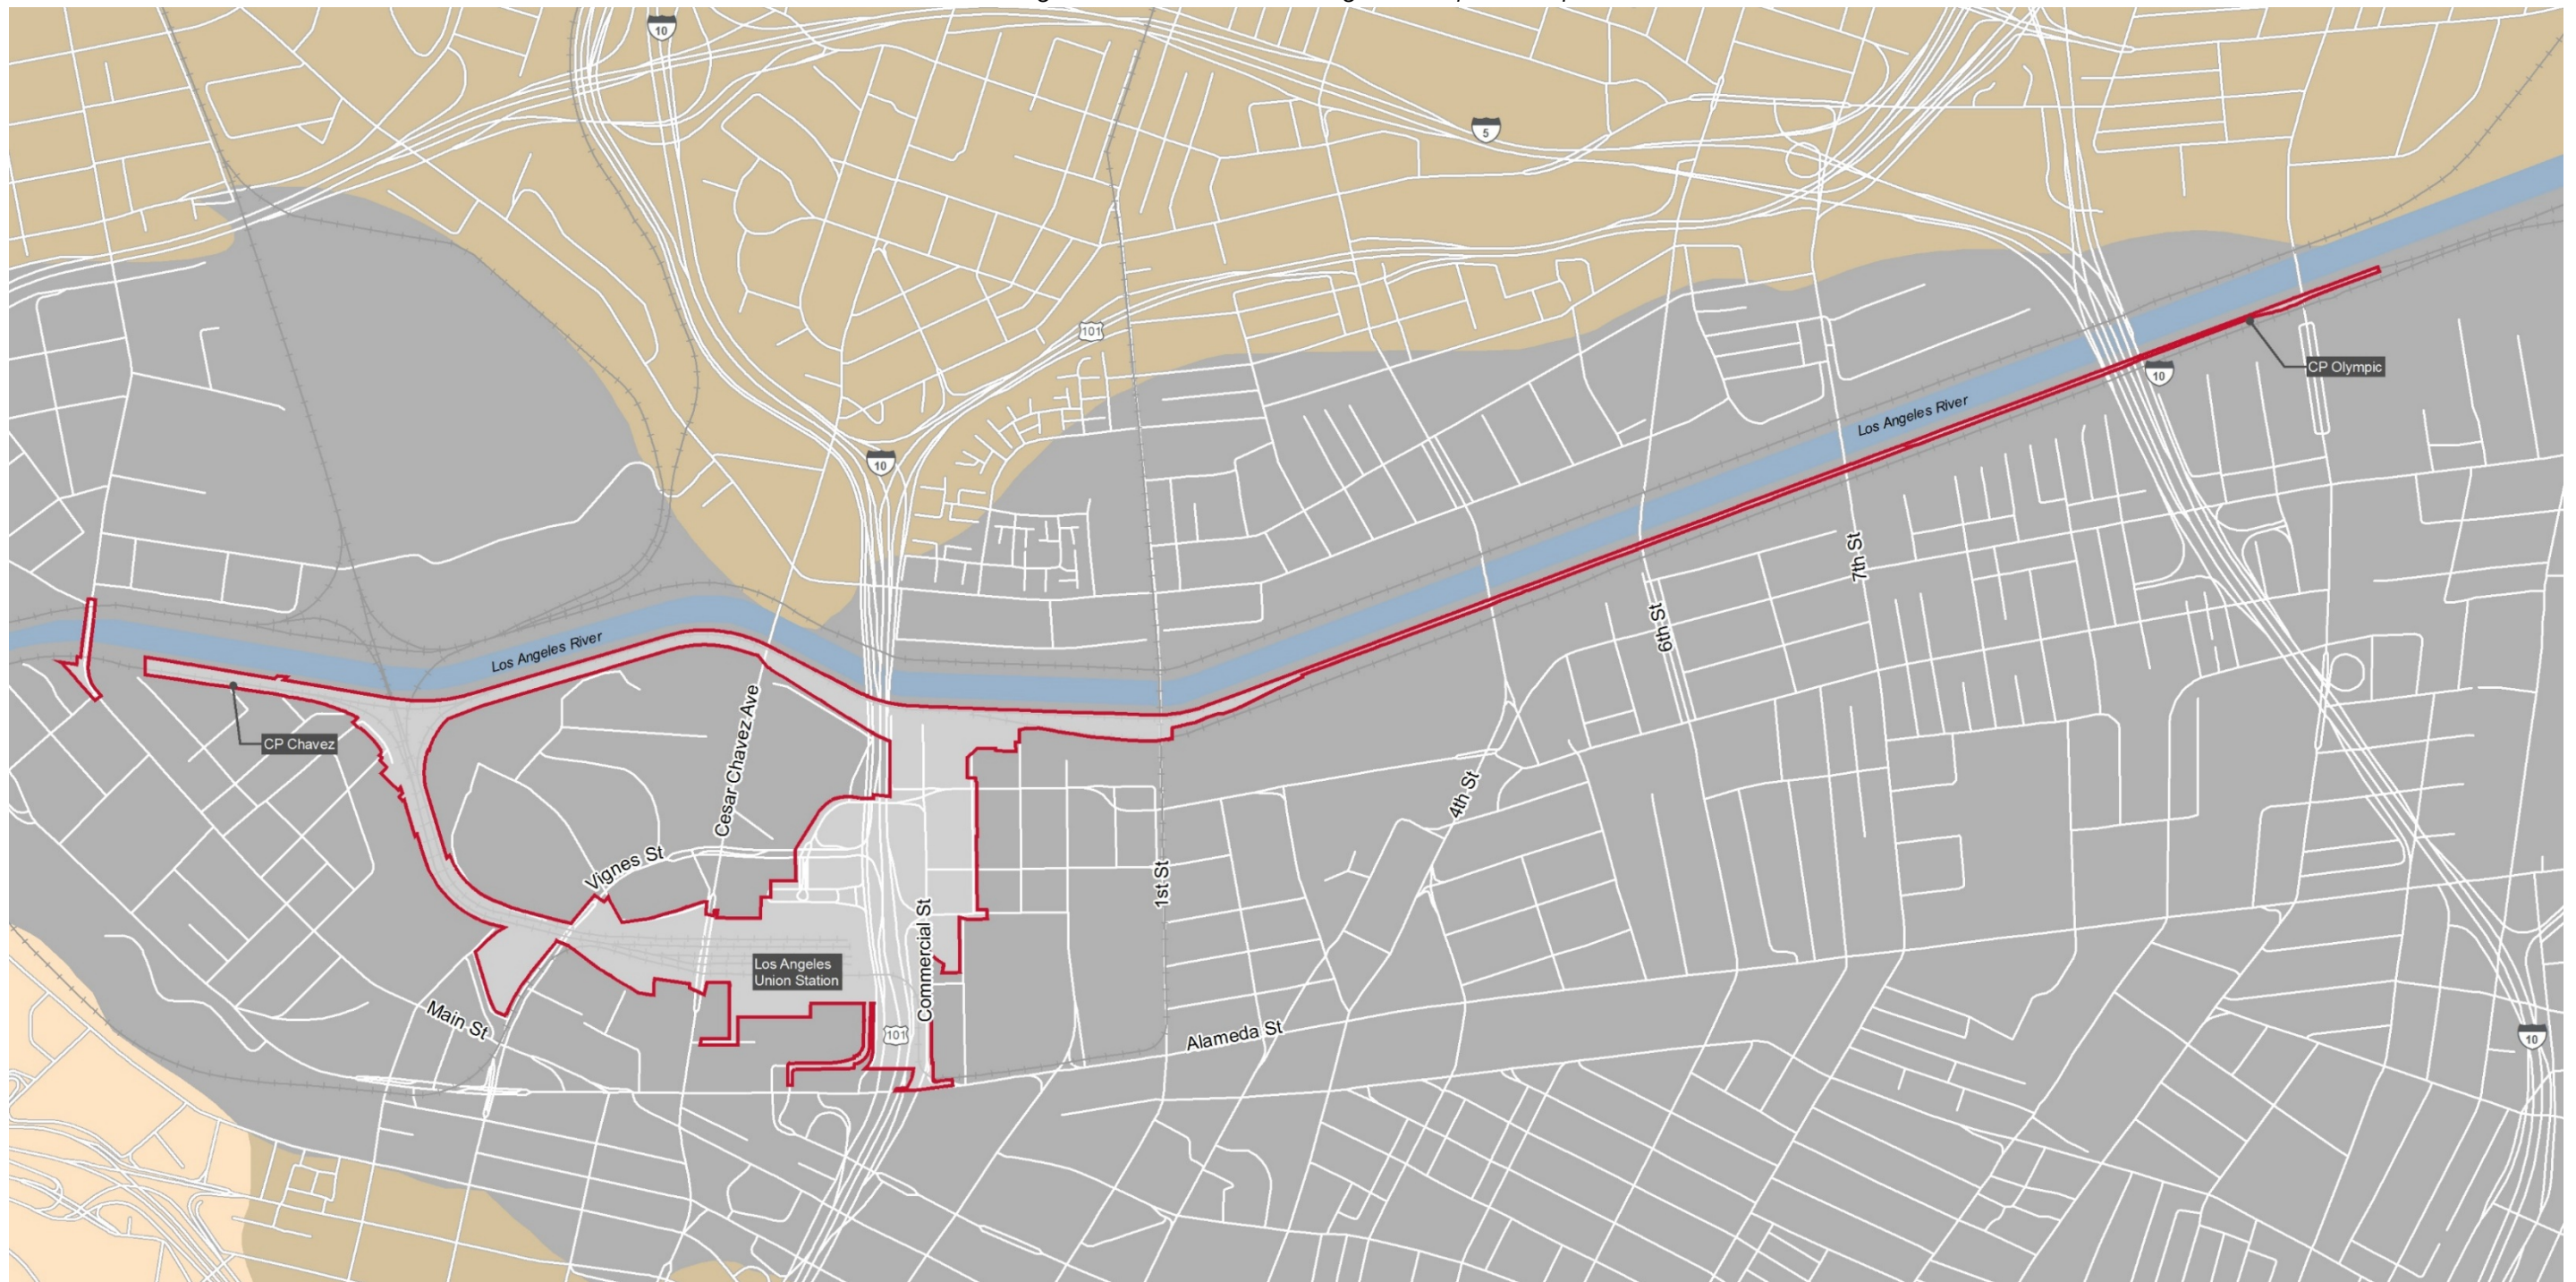 10
5
101
10
Los Angeles River
10
CP Olympic
7th St
6th St
Los Angeles River
CP Chavez
Cesar Chavez Ave
4th St
Vignes St
1st St
Commercial St
Los Angeles
Union Station
Main St
101
Alameda St
10